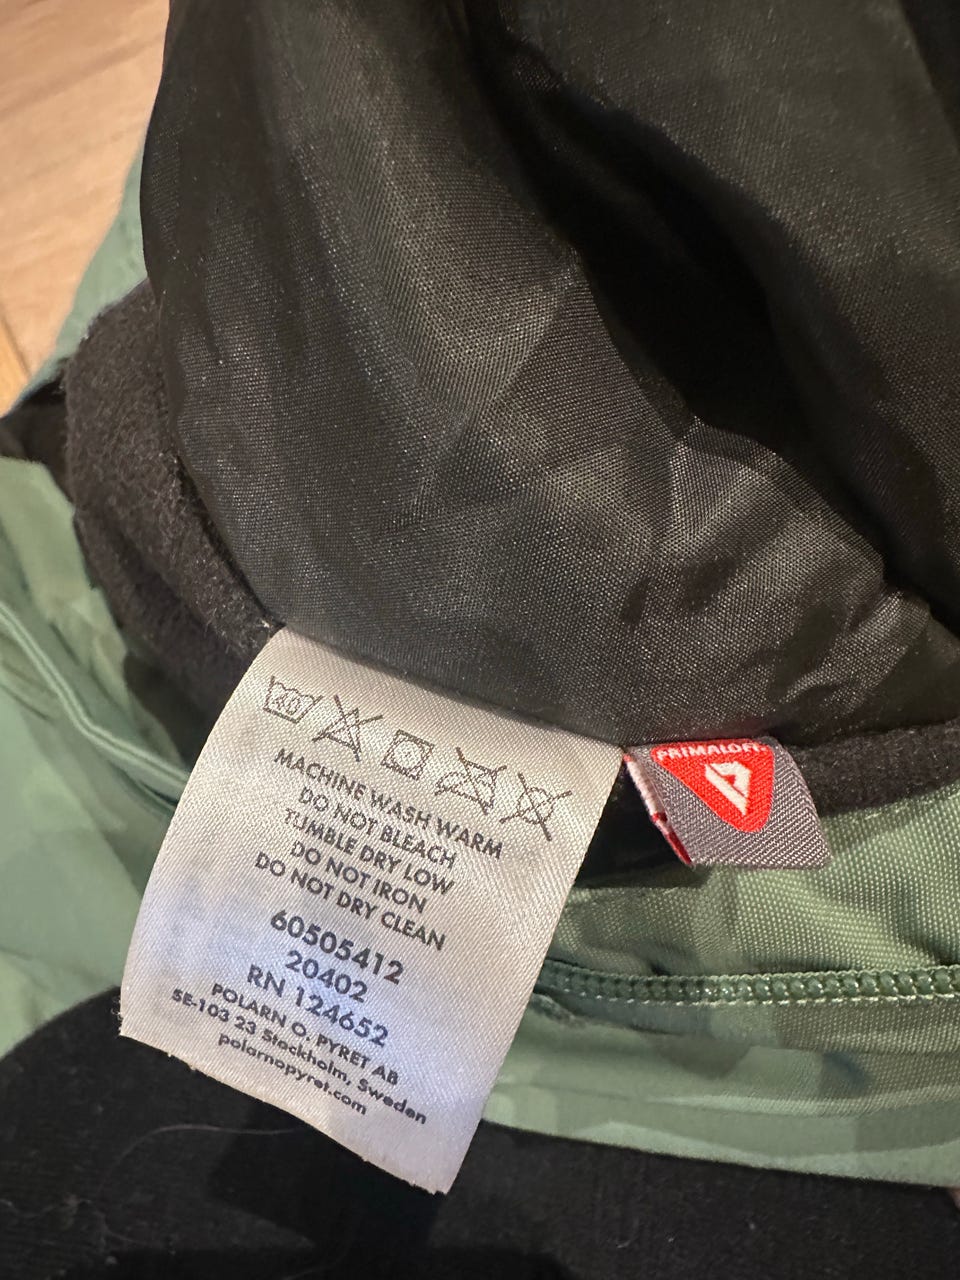 40
MACHINE WASH WARM
DO NOT BLEACH
TUMBLE DRY LOW
DO NOT IRON
DO NOT DRY CLEAN
60505412
20402
RN 124652
POLARN O. PYRET AB
SE-103 23 Stockholm, Sweden
polarnopyret.com
PRIMALOFT